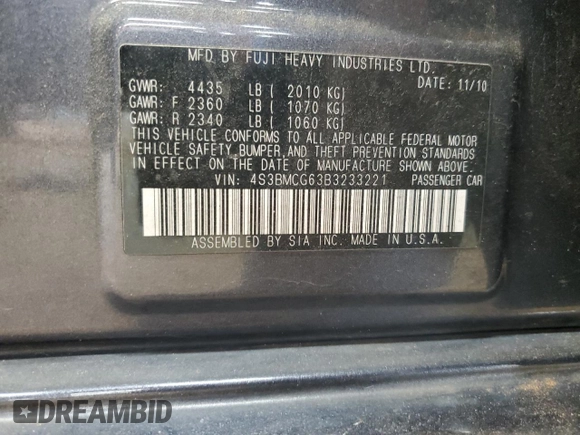 MFD. BY FUJI HEAVY INDUSTRIES LTD.
DATE: 11/10
GVWR: 4435 LB ( 2010 KG)
GAWR: F 2360 LB ( 1070 KG)
GAWR: R 2340 LB ( 1060 KG)
THIS VEHICLE CONFORMS TO ALL APPLICABLE FEDERAL MOTOR
VEHICLE SAFETY, BUMPER, AND THEFT PREVENTION STANDARDS
IN EFFECT ON THE DATE OF MANUFACTURE SHOWN ABOVE.
VIN: 4S3BMCG63B3233221 PASSENGER CAR
ASSEMBLED BY SIA INC. MADE IN U.S.A.
DREAMBID